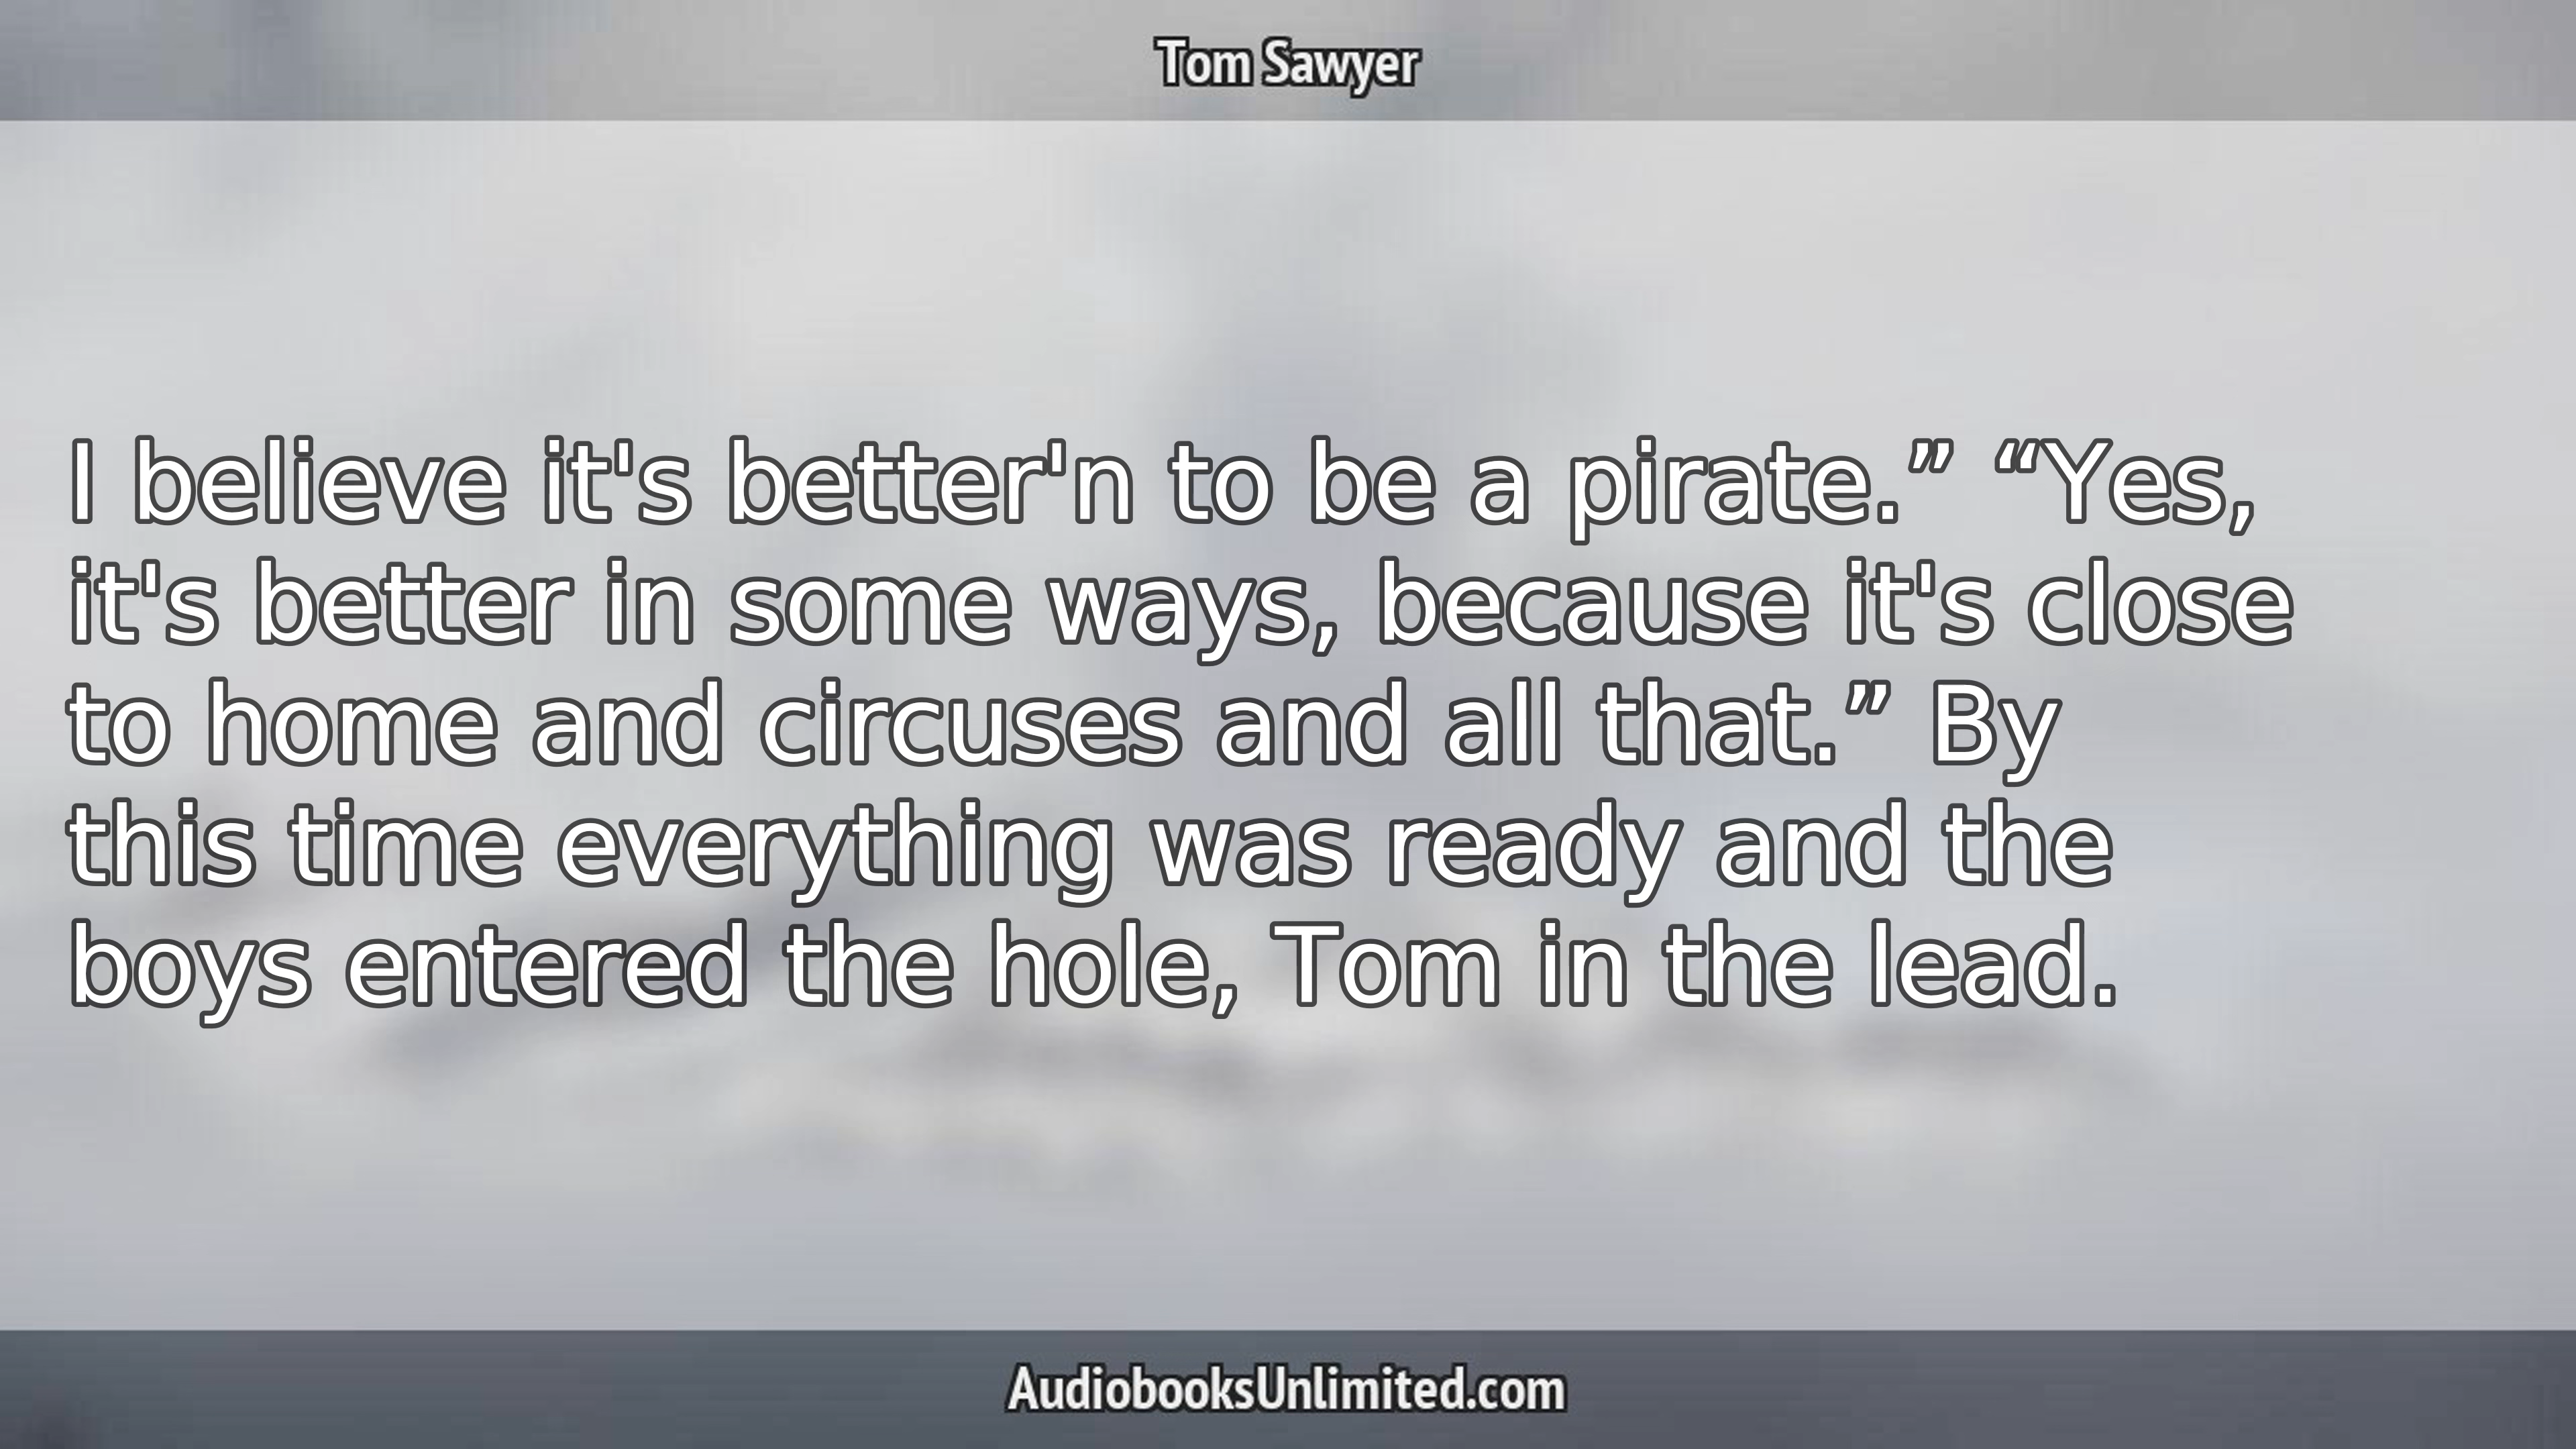 Tom Sawyer
I believe it's better'n to be a pirate.” “Yes,
it's better in some ways, because it's close
to home and circuses and all that.” By
this time everything was ready and the
boys entered the hole, Tom in the lead.
AudiobooksUnlimited.com